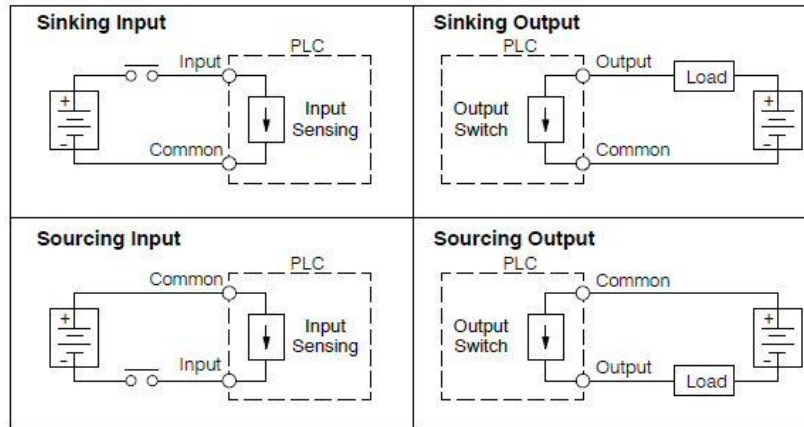 Sinking Input
PLC
Input
+
-
Input
Sensing
Common
Sinking Output
PLC
Output
Load
+
-
Output
Switch
Common
Sourcing Input
PLC
Common
+
-
Input
Sensing
Input
Sourcing Output
PLC
Common
+
-
Output
Switch
Output
Load